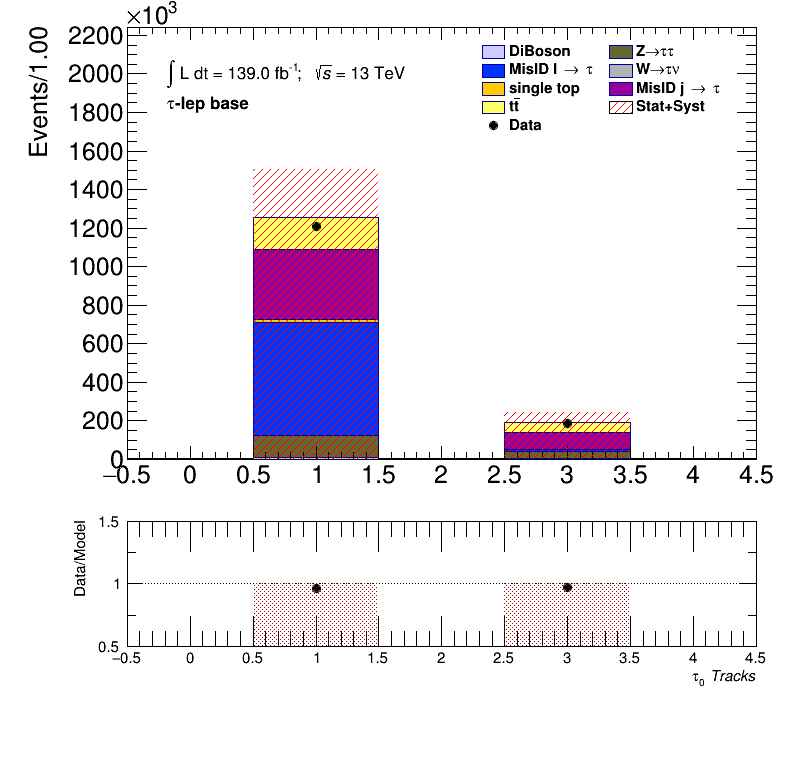 ×10³
Events/1.00
2200
2000
1800
1600
1400
1200
1000
800
600
400
200
0
∫ L dt = 139.0 fb⁻¹; √s = 13 TeV
τ-lep base
DiBoson
MisID l → τ
single top
tt̄
Data
Z→ττ
W→τν
MisID j → τ
Stat+Syst
−0.5 0 0.5 1 1.5 2 2.5 3 3.5 4 4.5
Data/Model
1.5
1
0.5
−0.5 0 0.5 1 1.5 2 2.5 3 3.5 4 4.5
τ₀ Tracks